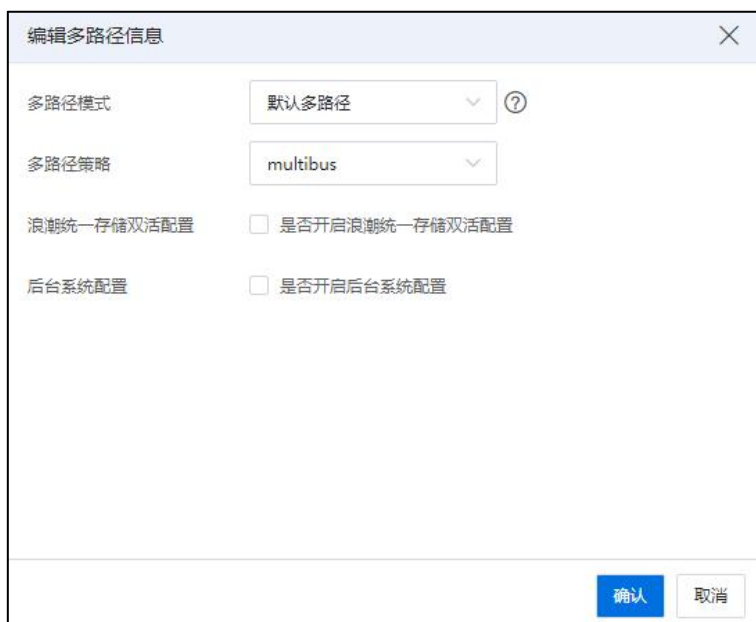 编辑多路径信息
多路径模式 默认多路径
多路径策略 multibus
浪潮统一存储双活配置 是否开启浪潮统一存储双活配置
后台系统配置 是否开启后台系统配置
确认 取消